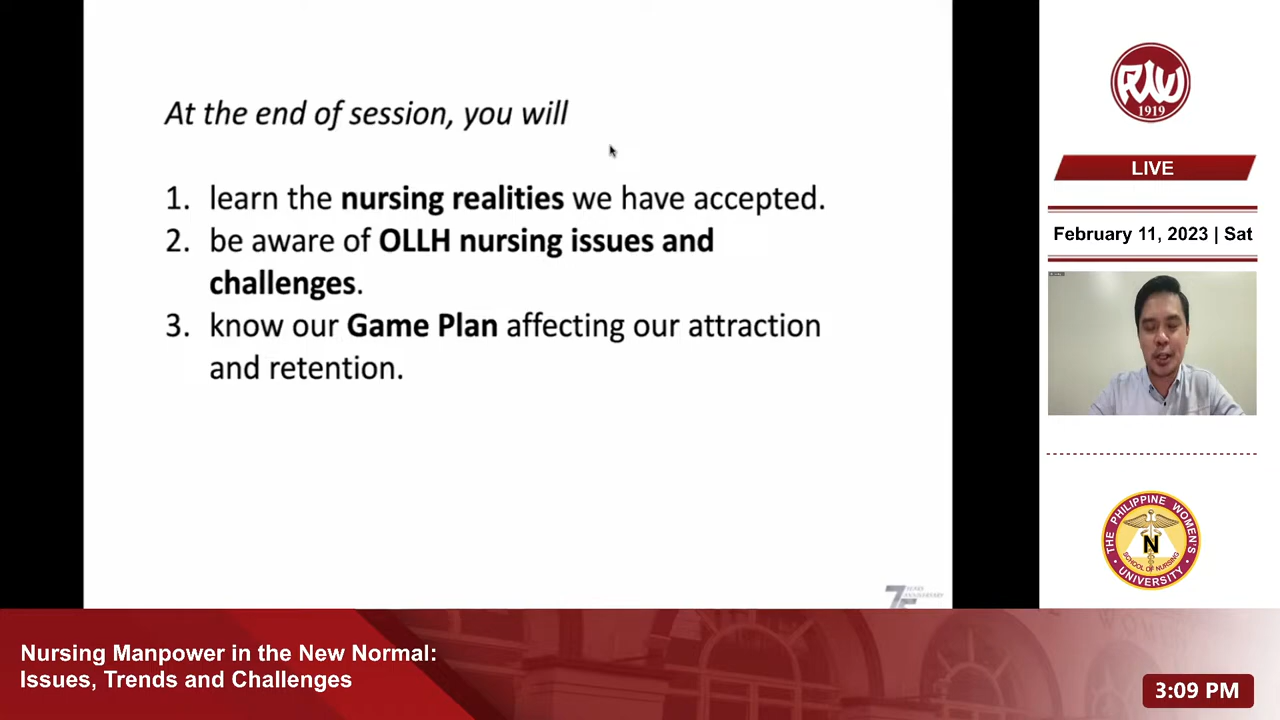 At the end of session, you will
1. learn the nursing realities we have accepted.
2. be aware of OLLH nursing issues and
challenges.
3. know our Game Plan affecting our attraction
and retention.
1919
LIVE
February 11, 2023 | Sat
THE PHILIPPINE WOMEN'S
N
SCHOOL OF NURSING
UNIVERSITY
Nursing Manpower in the New Normal:
Issues, Trends and Challenges
3:09 PM